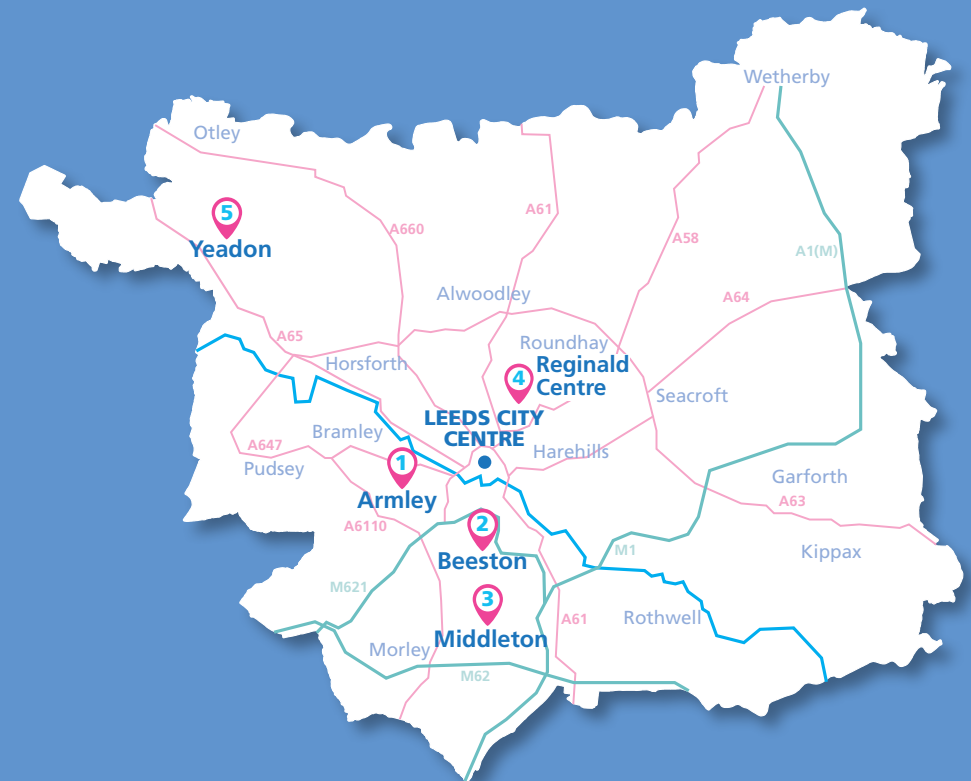 Wetherby
Otley
5
Yeadon
A660
A61
A58
A1(M)
Alwoodley
A64
A65
Roundhay
Horsforth
4
Reginald
Centre
Seacroft
LEEDS CITY
CENTRE
Bramley
A647
Pudsey
Harehills
1
Armley
Garforth
A63
A6110
2
Beeston
M1
Kippax
M621
3
Middleton
A61
Rothwell
Morley
M62